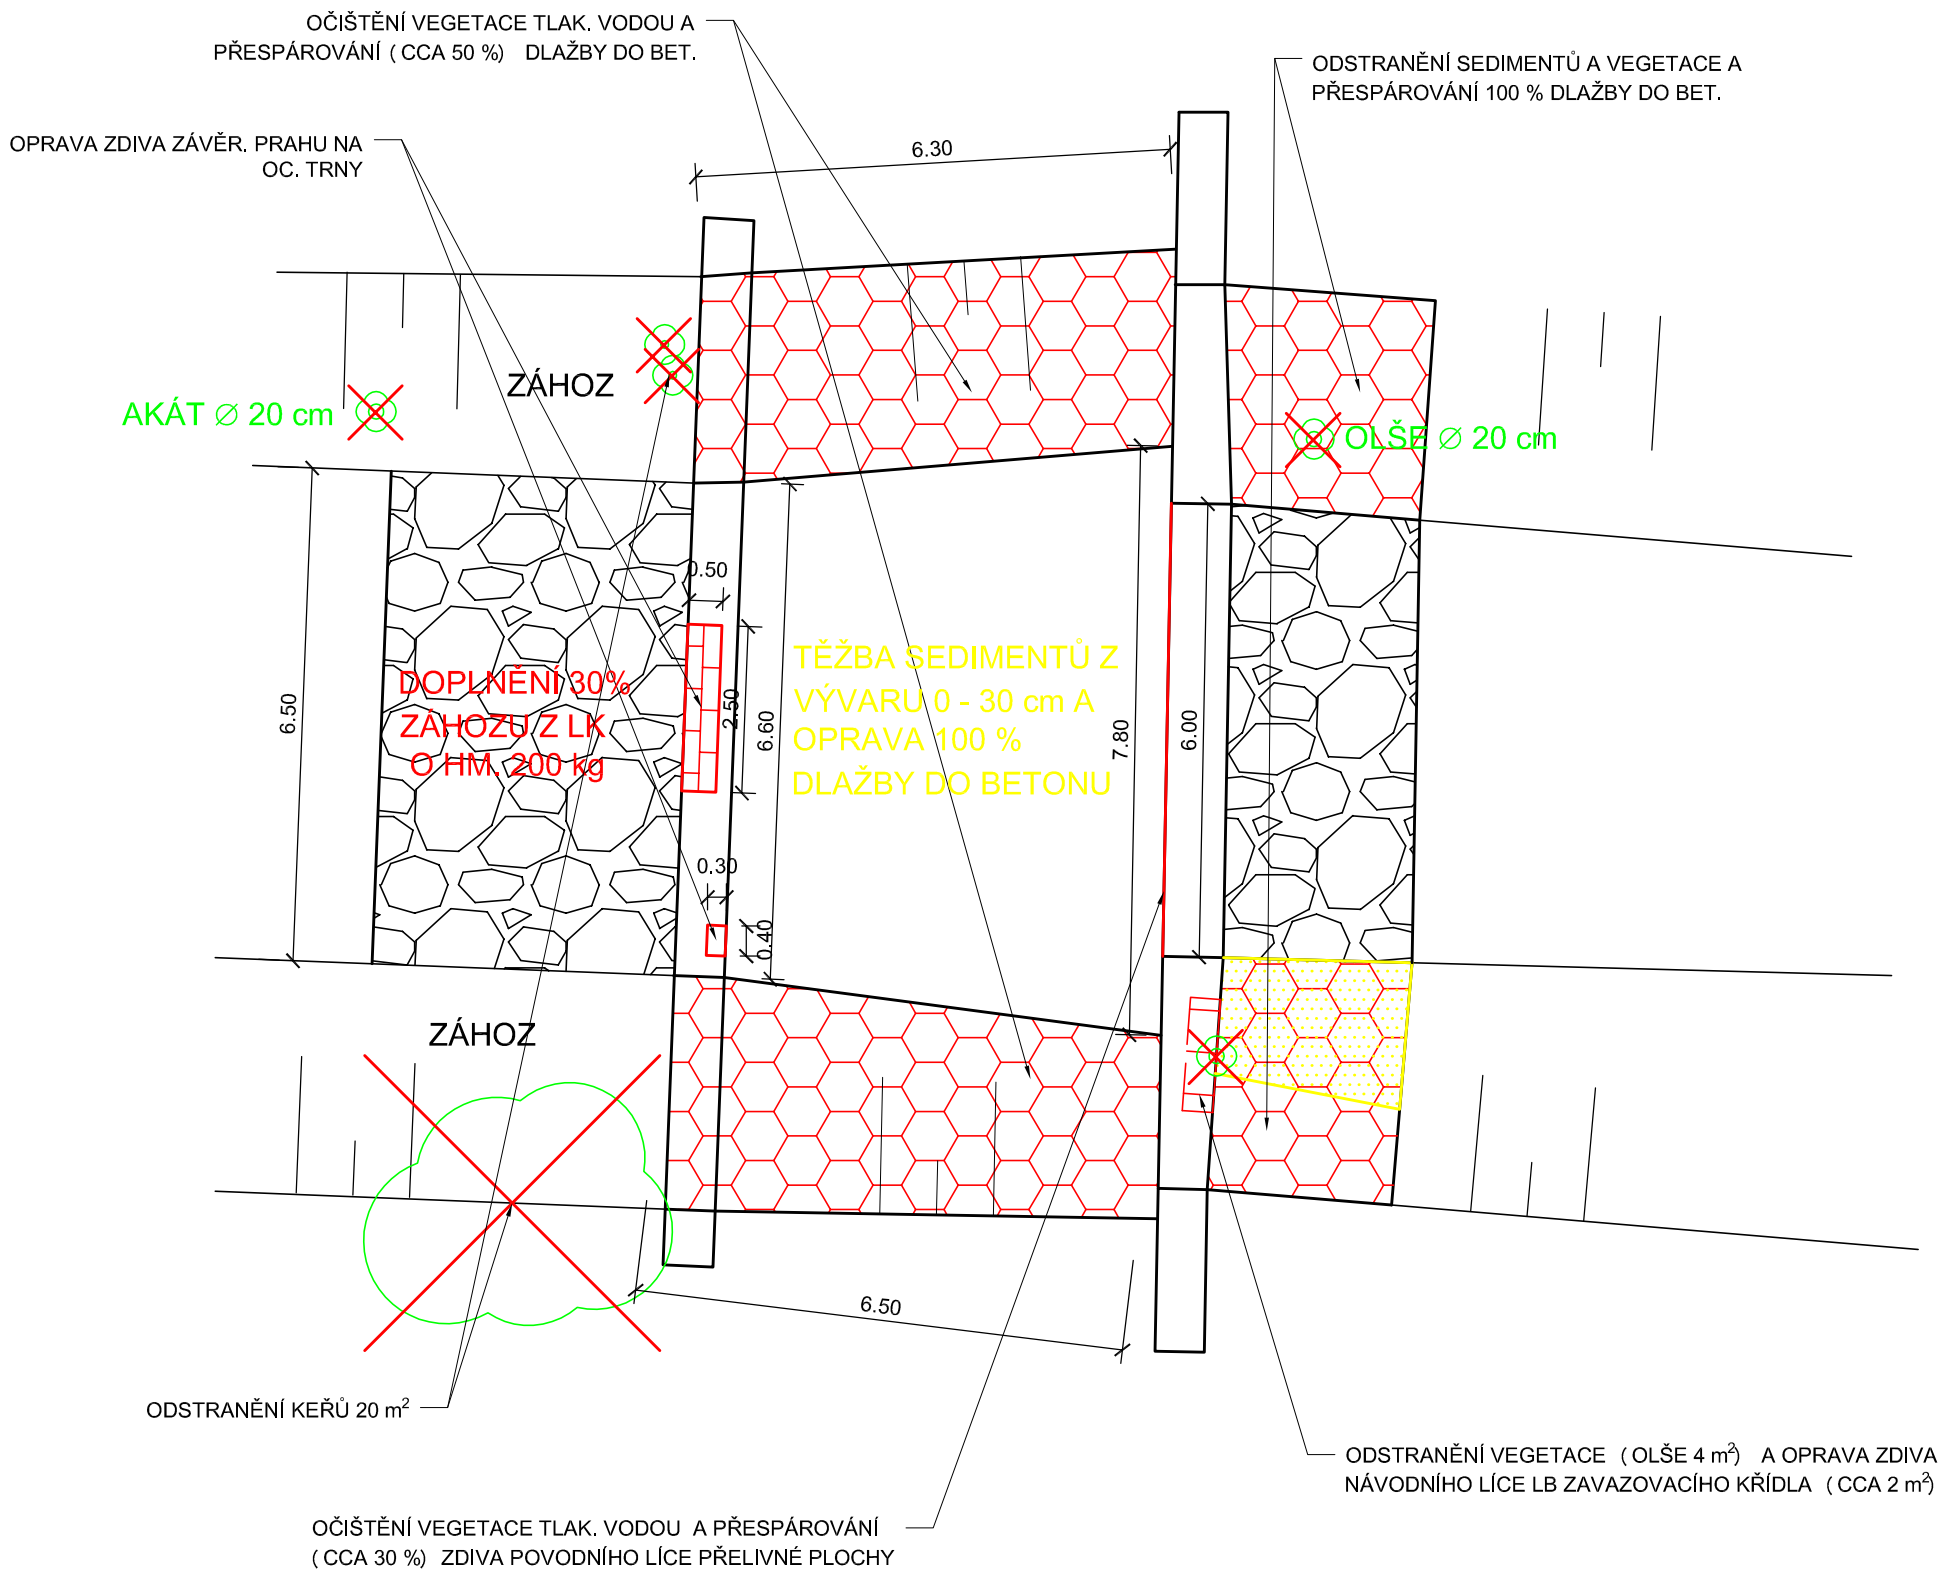 OČIŠTĚNÍ VEGETACE TLAK. VODOU A
PŘESPÁROVÁNÍ ( CCA 50 %) DLAŽBY DO BET.
ODSTRANĚNÍ SEDIMENTŮ A VEGETACE A
PŘESPÁROVÁNÍ 100 % DLAŽBY DO BET.
OPRAVA ZDIVA ZÁVĚR. PRAHU NA
OC. TRNY
6.30
ZÁHOZ
AKÁT ∅ 20 cm
OLŠE ∅ 20 cm
0.50
DOPLNĚNÍ 30%
ZÁHOZU Z LK
O HM. 200 kg
TĚŽBA SEDIMENTŮ Z
VÝVARU 0 - 30 cm A
OPRAVA 100 %
DLAŽBY DO BETONU
6.50
2.50
6.60
7.80
6.00
0.30
0.40
ZÁHOZ
6.50
ODSTRANĚNÍ KEŘŮ 20 m²
ODSTRANĚNÍ VEGETACE ( OLŠE 4 m²) A OPRAVA ZDIVA
NÁVODNÍHO LÍCE LB ZAVAZOVACÍHO KŘÍDLA ( CCA 2 m²)
OČIŠTĚNÍ VEGETACE TLAK. VODOU A PŘESPÁROVÁNÍ
( CCA 30 %) ZDIVA POVODNÍHO LÍCE PŘELIVNÉ PLOCHY